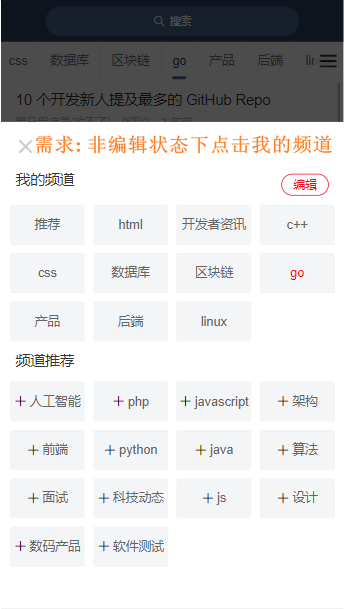 搜索
css 数据库 区块链 go 产品 后端
10 个开发新人提及最多的 GitHub Repo
需求: 非编辑状态下点击我的频道
我的频道 编辑
推荐 html 开发者资讯 c++
css 数据库 区块链 go
产品 后端 linux
频道推荐
+ 人工智能 + php + javascript + 架构
+ 前端 + python + java + 算法
+ 面试 + 科技动态 + js + 设计
+ 数码产品 + 软件测试